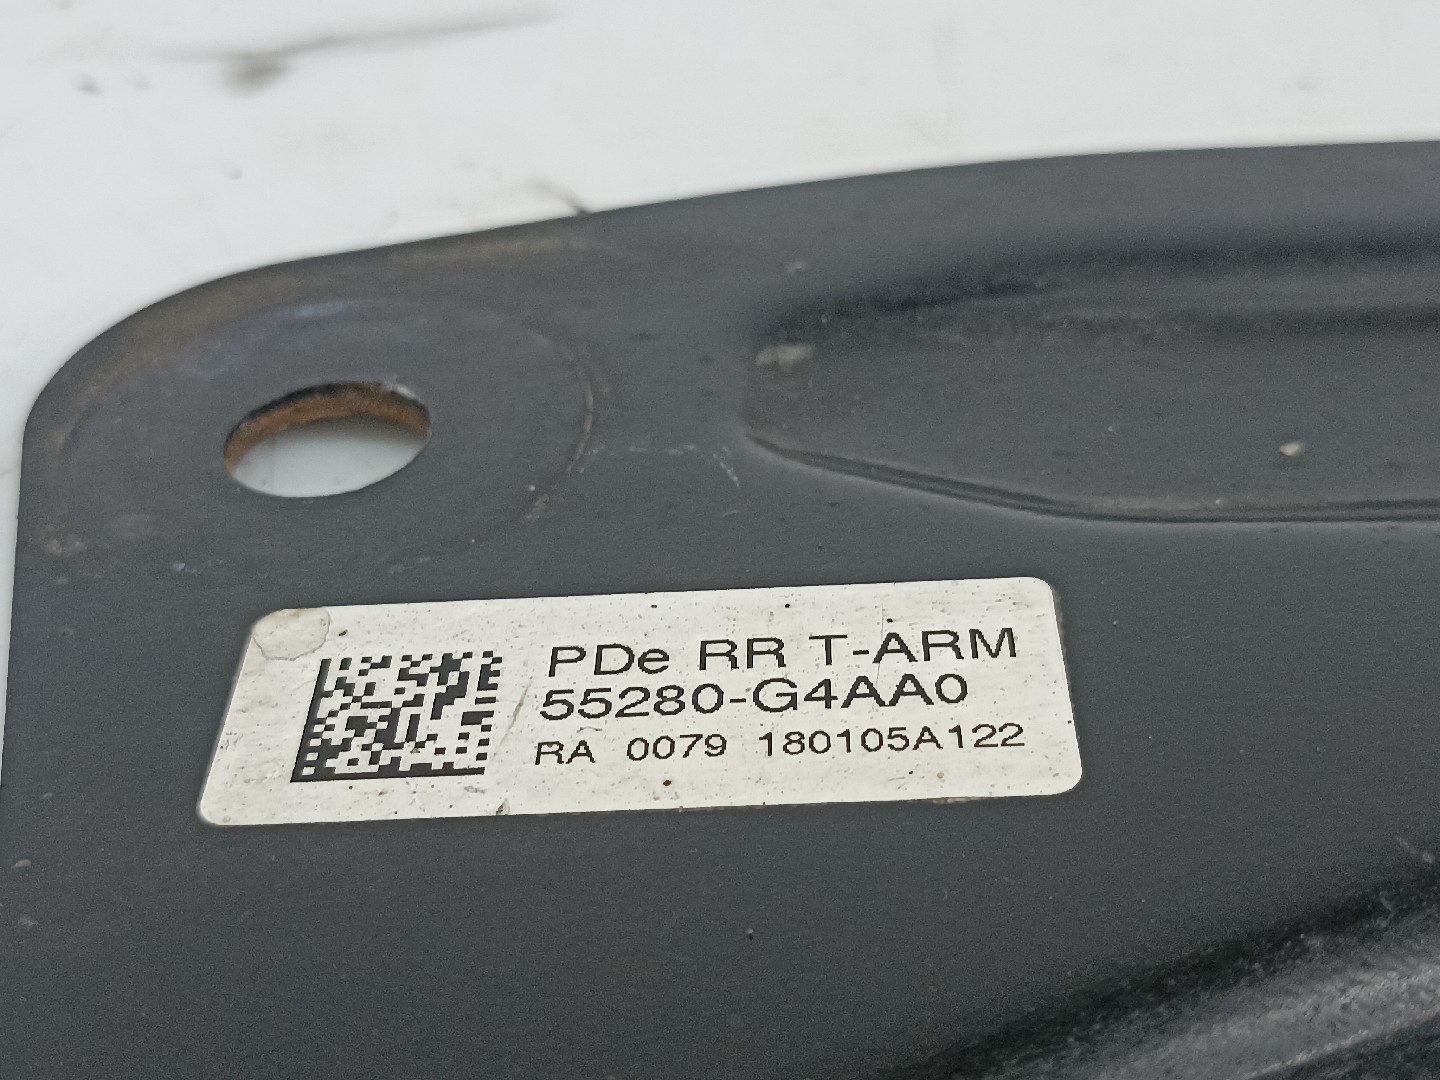 PDe RR T-ARM
55280-G4AA0
RA 0079 180105A122